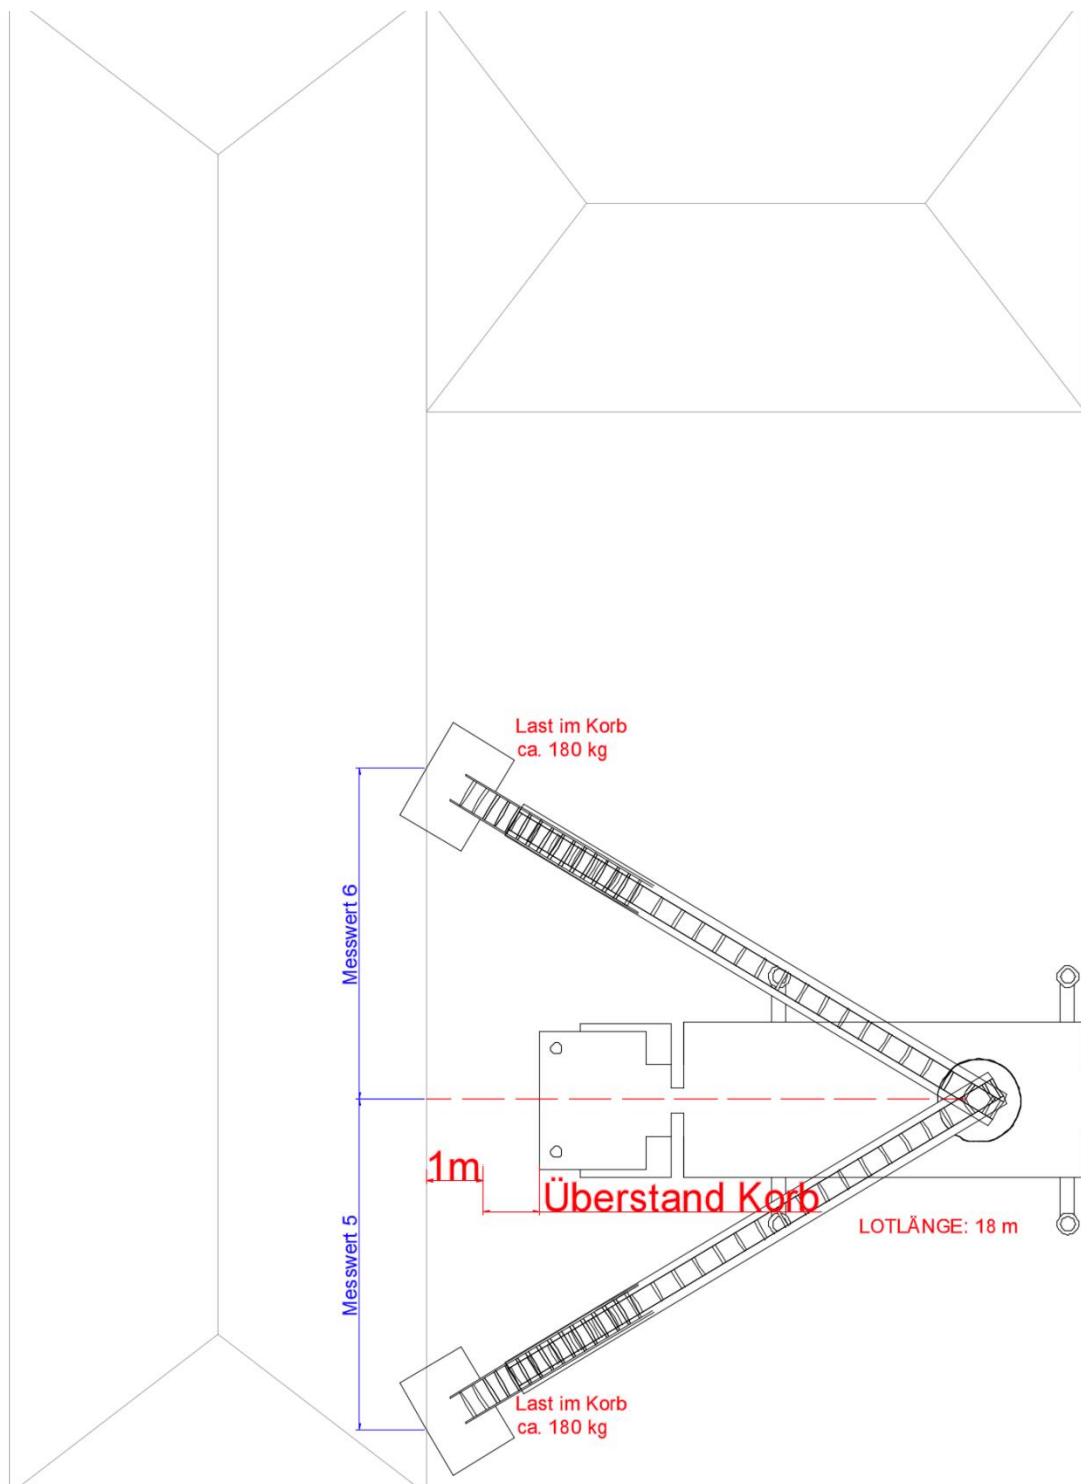 Last im Korb
ca. 180 kg
Messwert 6
1m
Überstand Korb
Messwert 5
LOTLÄNGE: 18 m
Last im Korb
ca. 180 kg